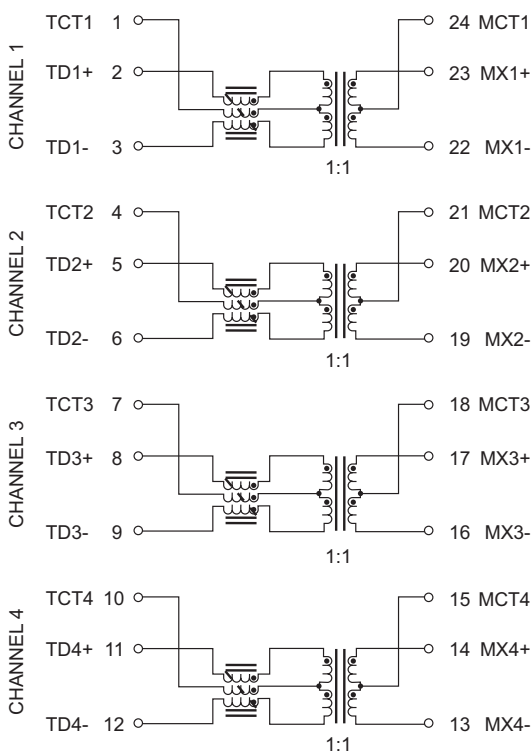 CHANNEL 1
TCT1 1
24 MCT1
TD1+ 2
23 MX1+
TD1- 3
22 MX1-
1:1
CHANNEL 2
TCT2 4
21 MCT2
TD2+ 5
20 MX2+
TD2- 6
19 MX2-
1:1
CHANNEL 3
TCT3 7
18 MCT3
TD3+ 8
17 MX3+
TD3- 9
16 MX3-
1:1
CHANNEL 4
TCT4 10
15 MCT4
TD4+ 11
14 MX4+
TD4- 12
13 MX4-
1:1